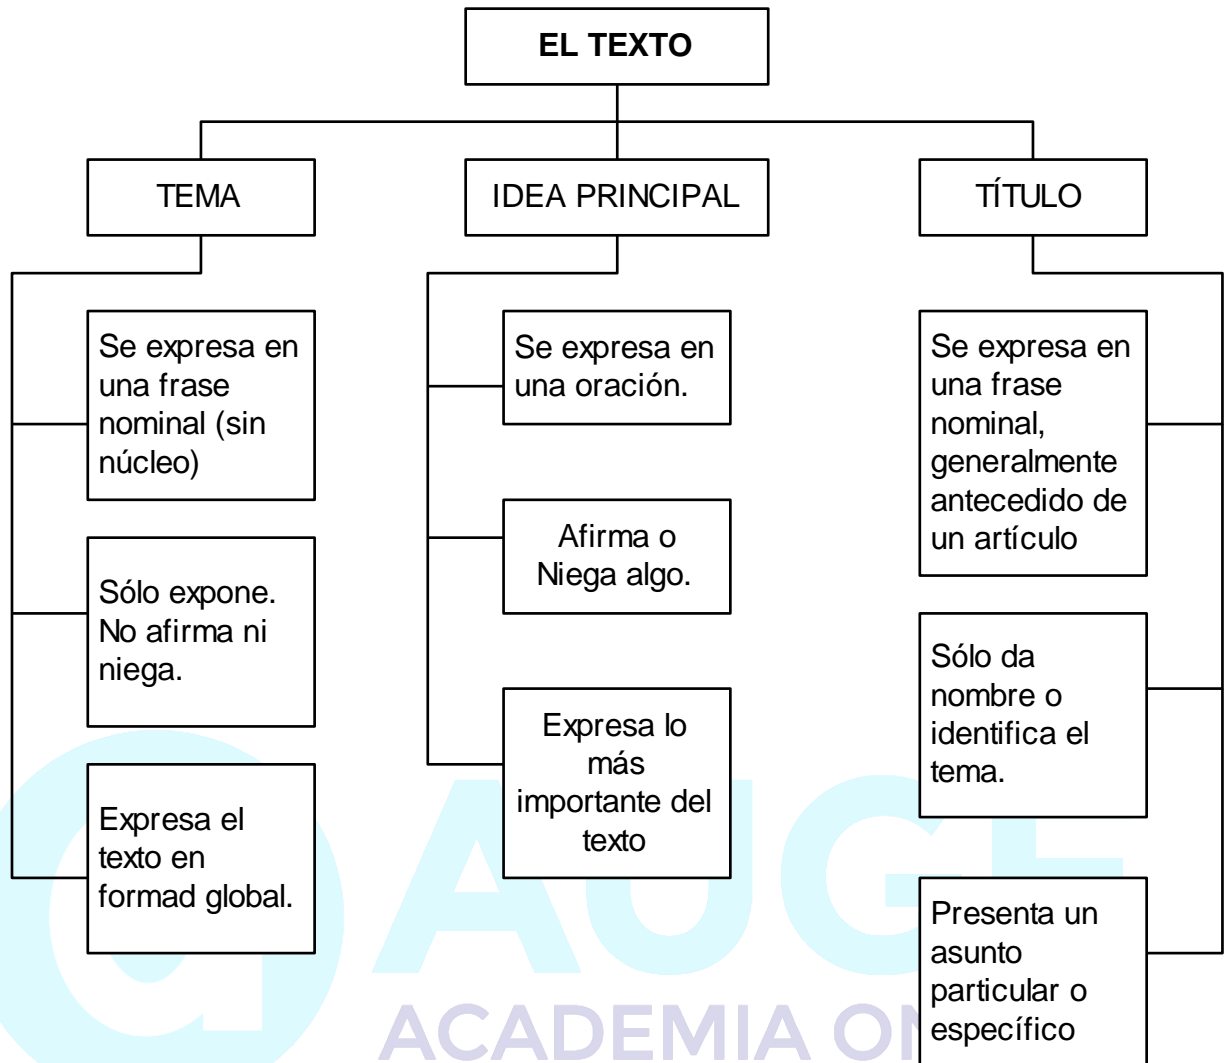 EL TEXTO
TEMA
IDEA PRINCIPAL
TÍTULO
Se expresa en
una frase
nominal (sin
núcleo)
Sólo expone.
No afirma ni
niega.
Expresa el
texto en
formad global.
Se expresa en
una oración.
Afirma o
Niega algo.
Expresa lo
más
importante del
texto
Se expresa en
una frase
nominal,
generalmente
antecedido de
un artículo
Sólo da
nombre o
identifica el
tema.
Presenta un
asunto
particular o
específico
AUGE
ACADEMIA